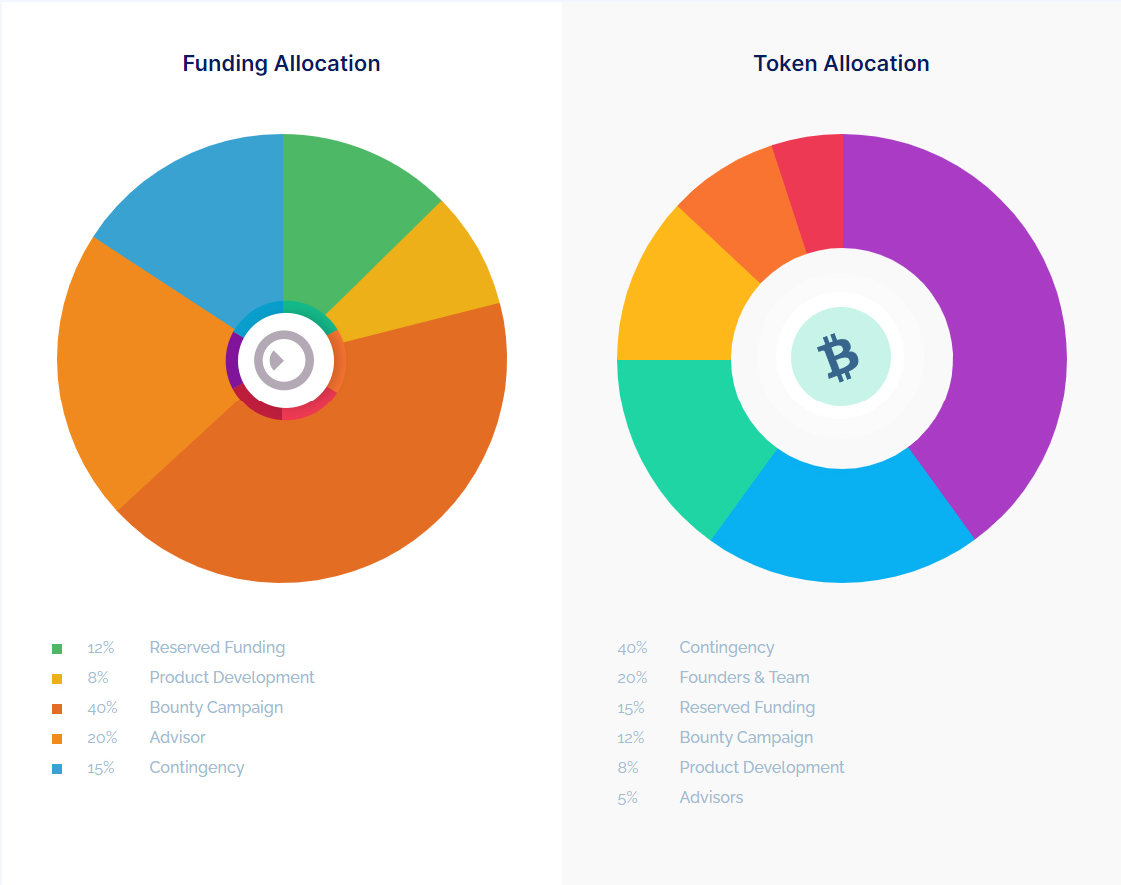 Funding Allocation
12% Reserved Funding
8% Product Development
40% Bounty Campaign
20% Advisor
15% Contingency
Token Allocation
40% Contingency
20% Founders & Team
15% Reserved Funding
12% Bounty Campaign
8% Product Development
5% Advisors